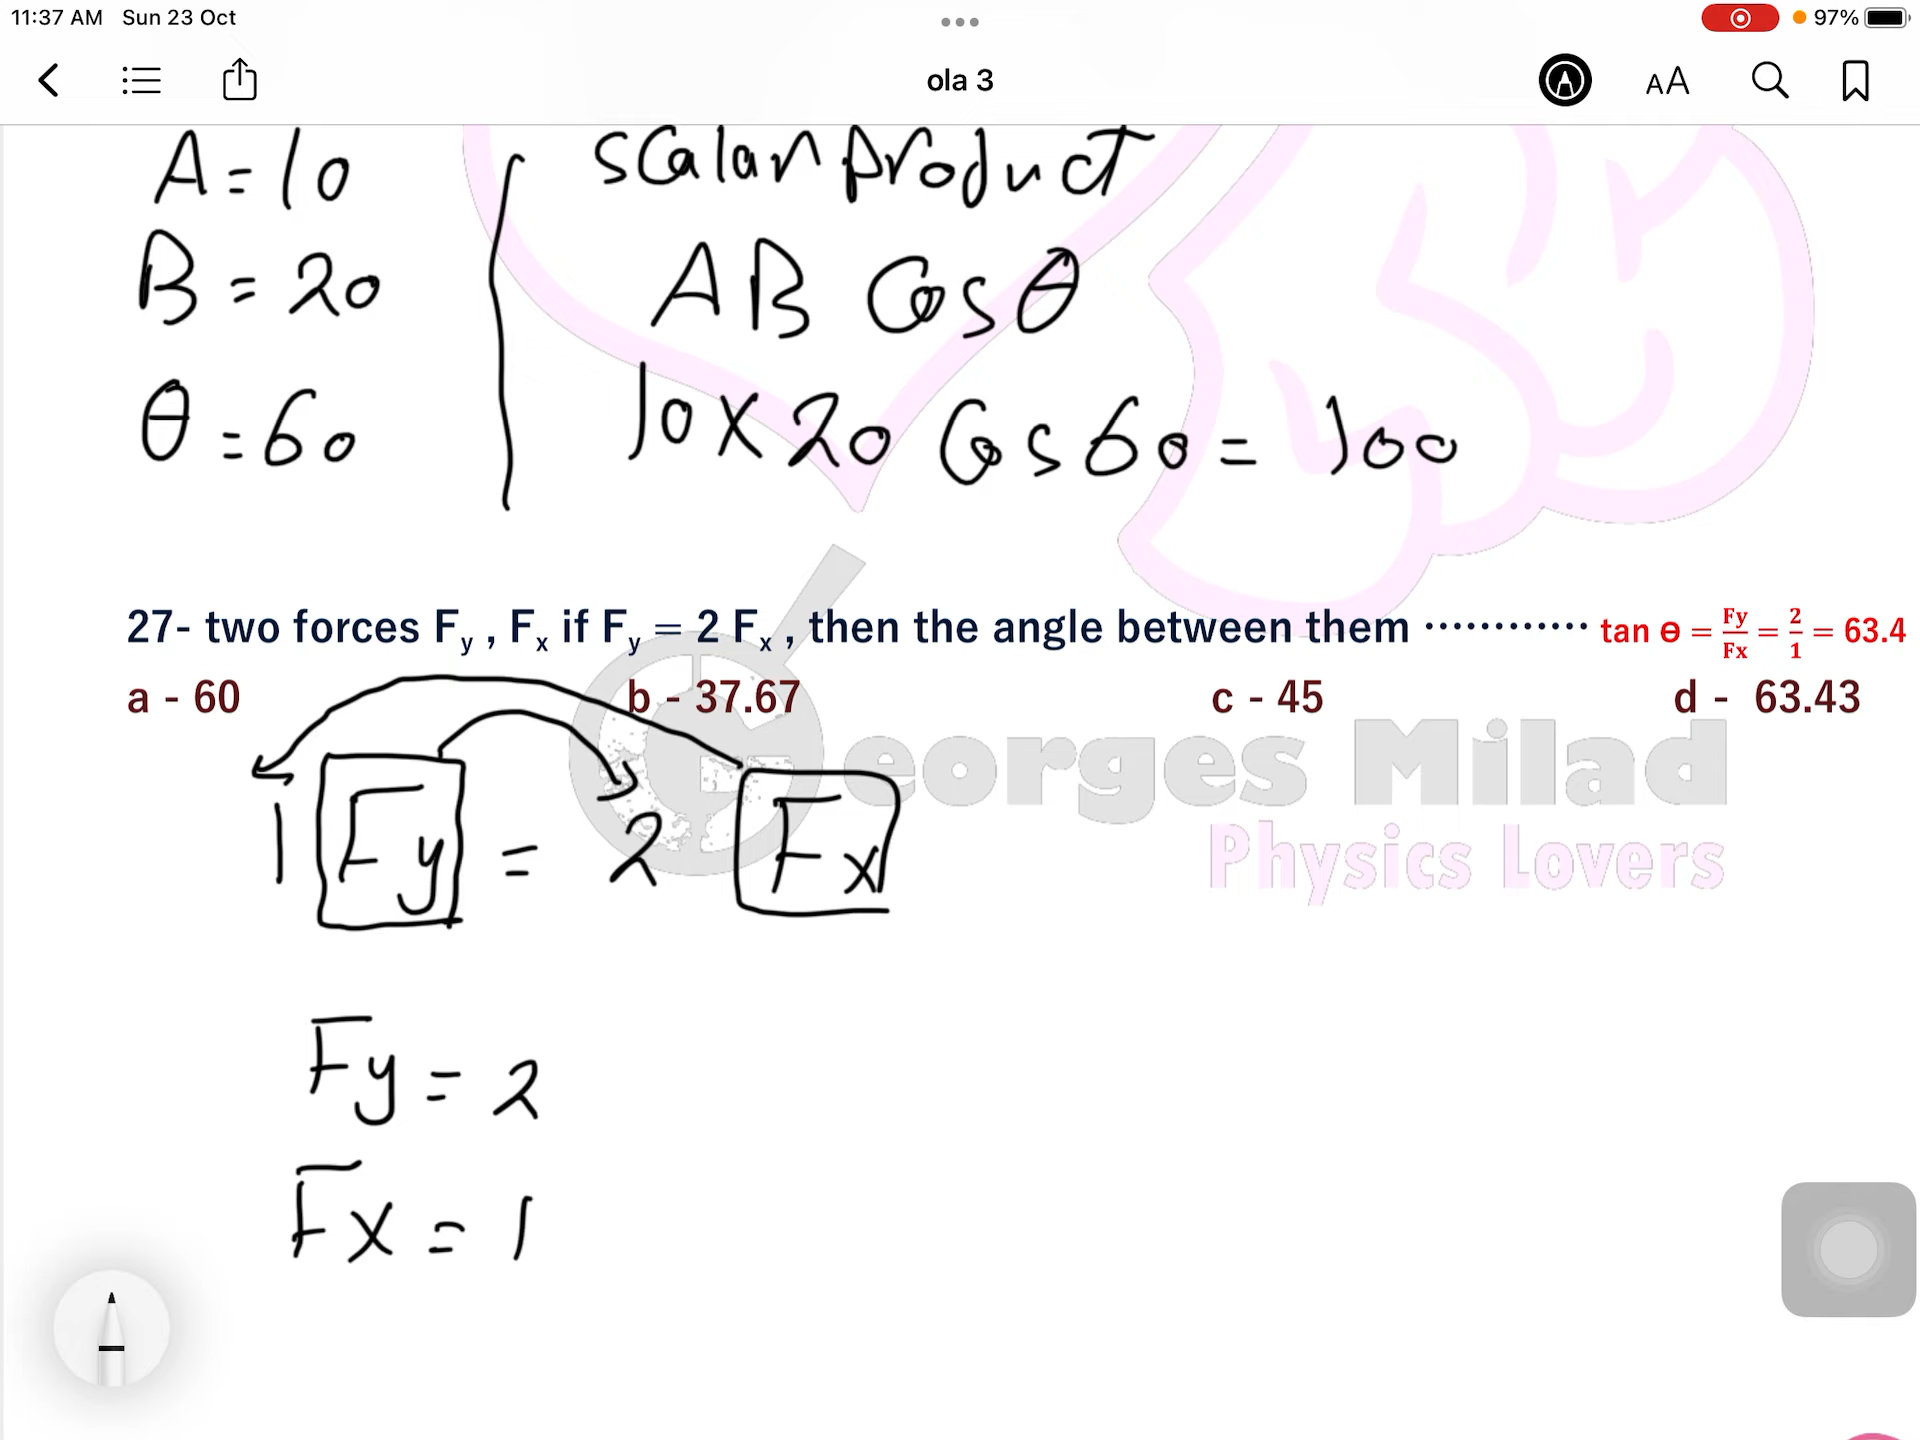 11:37 AM Sun 23 Oct
97%
ola 3
AA
A = 10
scalar product
B = 20
AB Cos θ
θ = 60
10 x 20 Cos 60 = 100
27- two forces Fy , Fx if Fy = 2 Fx , then the angle between them ............ tan ɵ = Fy/Fx = 2/1 = 63.4
a - 60 b - 37.67 c - 45 d - 63.43
Georges Milad
Physics Lovers
1 Fy = 2 Fx
Fy = 2
Fx = 1